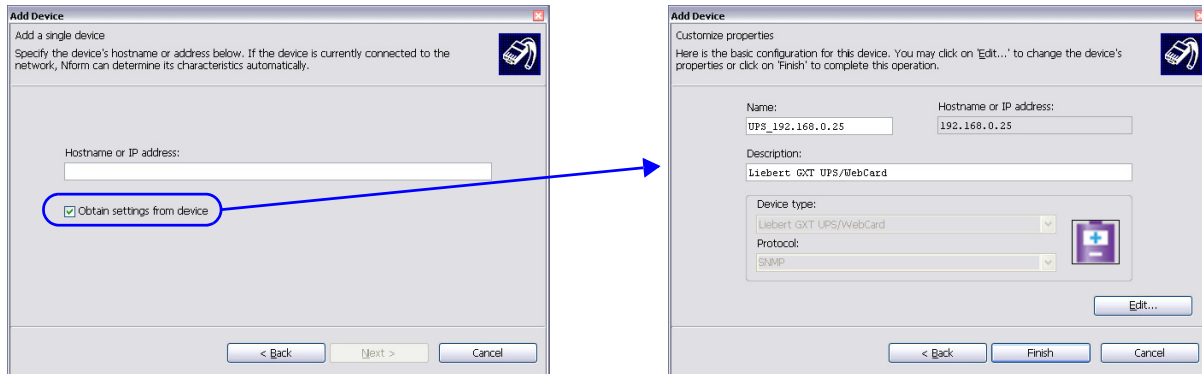 Add Device
Add a single device
Specify the device's hostname or address below. If the device is currently connected to the
network, Nform can determine its characteristics automatically.
Hostname or IP address:
Obtain settings from device
< Back
Next >
Cancel
Add Device
Customize properties
Here is the basic configuration for this device. You may click on 'Edit...' to change the device's
properties or click on 'Finish' to complete this operation.
Name:
Hostname or IP address:
UPS_192.168.0.25
192.168.0.25
Description:
Liebert GXT UPS/WebCard
Device type:
Liebert GXT UPS/WebCard
Protocol:
SNMP
Edit...
< Back
Finish
Cancel